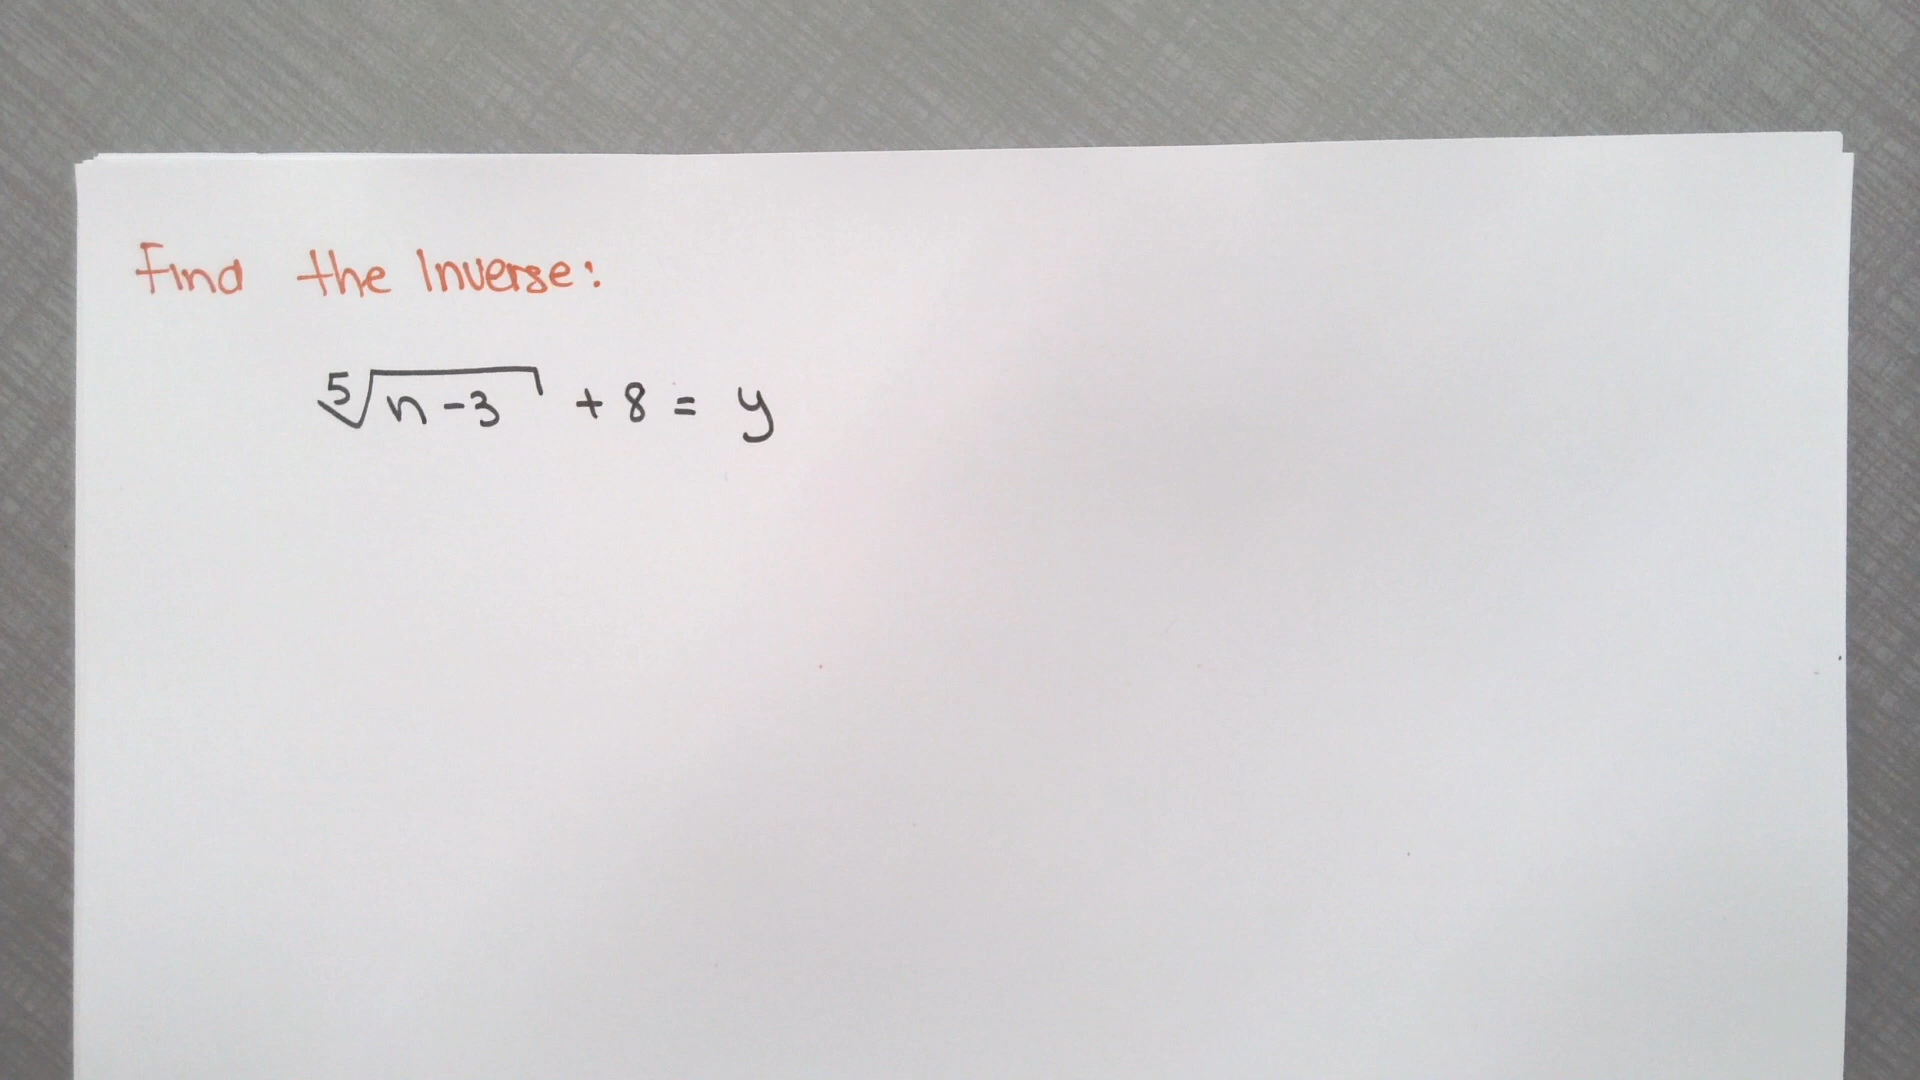 Find the Inverse:
⁵√(n-3) + 8 = y